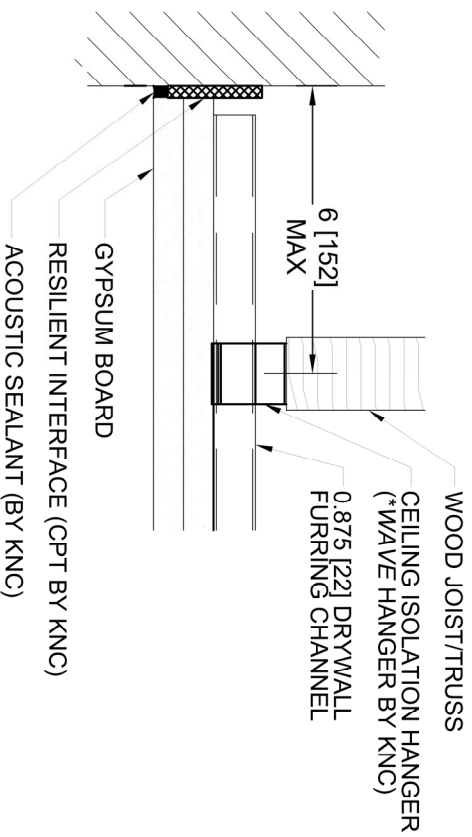 WOOD JOIST/TRUSS
CEILING ISOLATION HANGER
(*WAVE HANGER BY KNC)
0.875 [22] DRYWALL
FURRING CHANNEL
6 [152]
MAX
GYPSUM BOARD
RESILIENT INTERFACE (CPT BY KNC)
ACOUSTIC SEALANT (BY KNC)